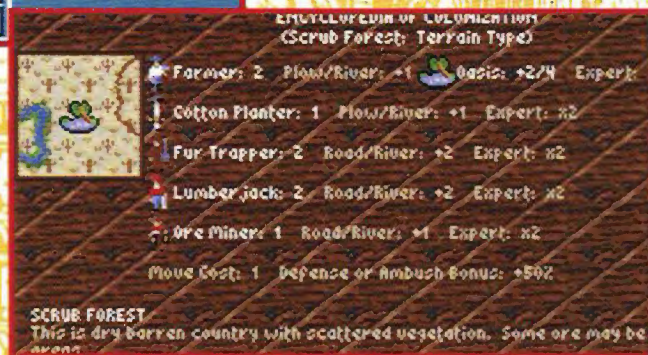 ENCYCLOPEDIA OF COLONIZATION
(Scrub Forest: Terrain Type)
Farmer: 2 Plow/River: +1 Oasis: +2/4 Expert:
Cotton Planter: 1 Plow/River: +1 Expert: x2
Fur Trapper: 2 Road/River: +2 Expert: x2
Lumberjack: 2 Road/River: +2 Expert: x2
Ore Miner: 1 Road/River: +1 Expert: x2
Move Cost: 1 Defense or Ambush Bonus: +50%
SCRUB FOREST
This is dry barren country with scattered vegetation. Some ore may be